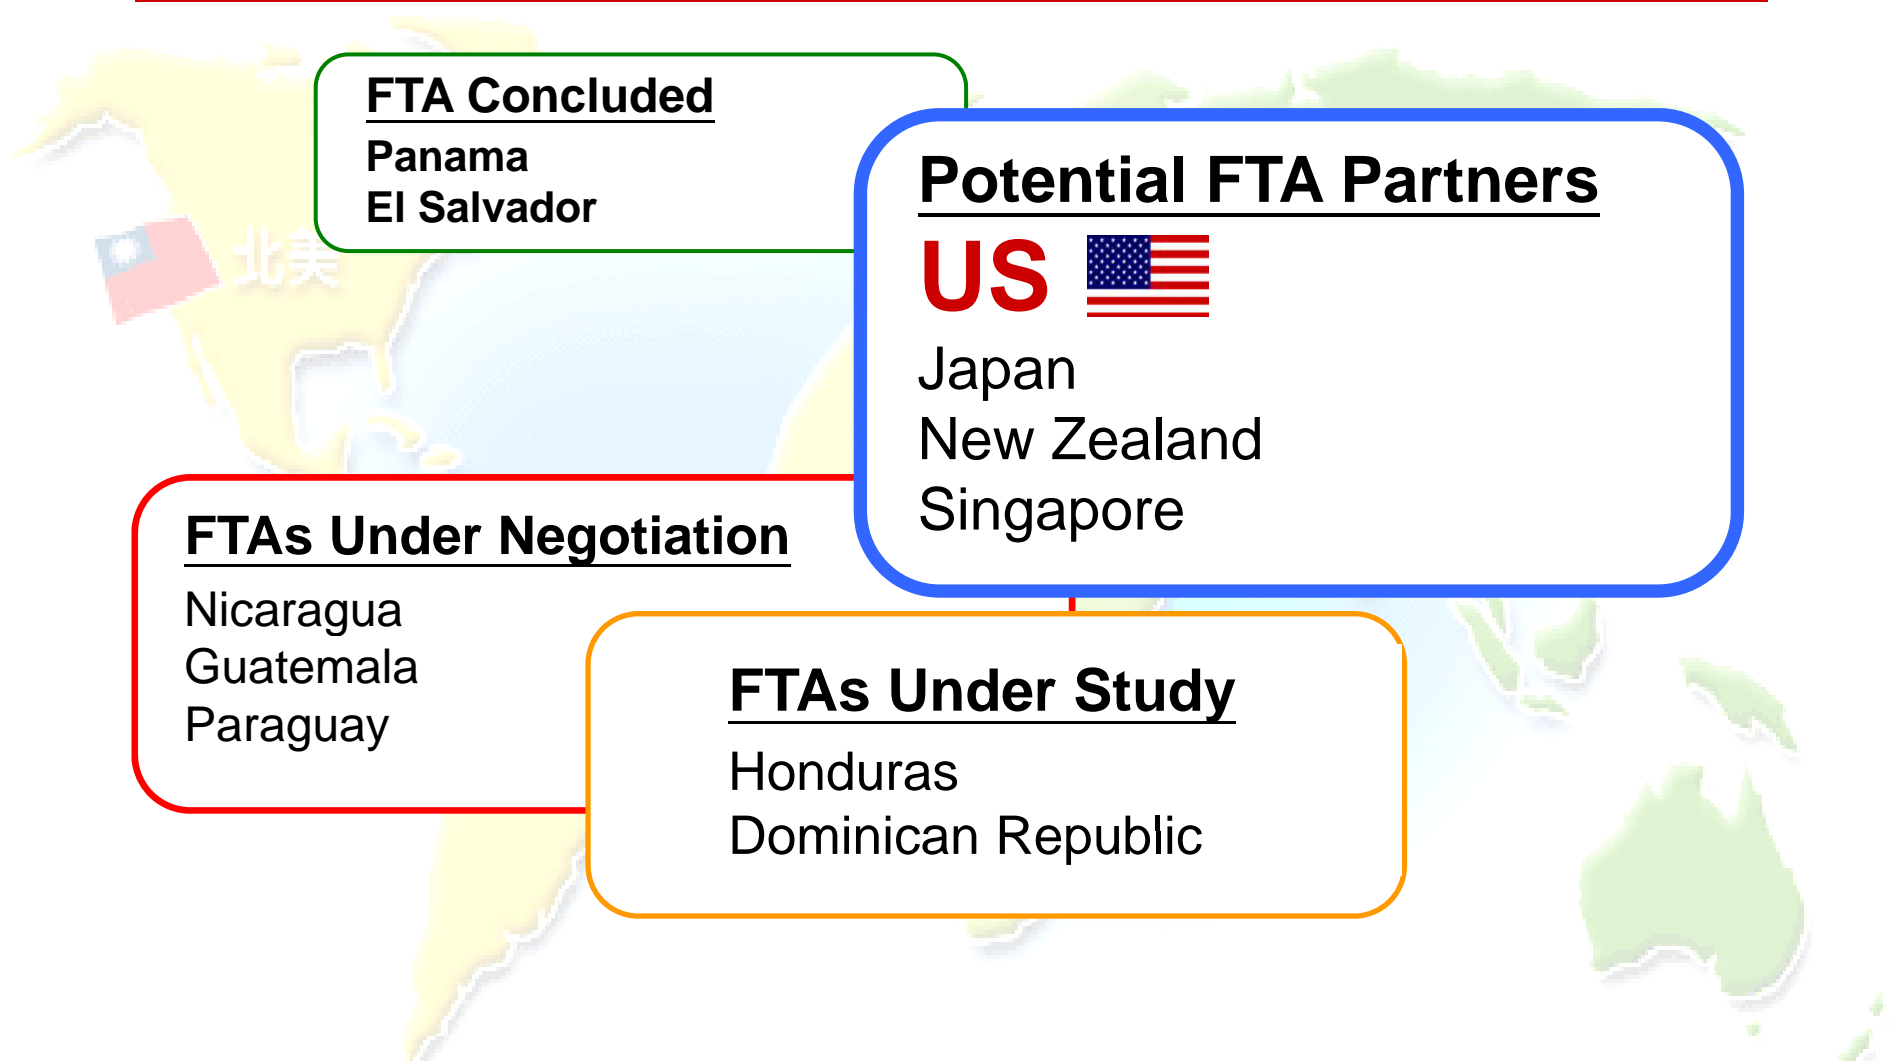 FTA Concluded
Panama
El Salvador
北美
Potential FTA Partners
US
Japan
New Zealand
Singapore
FTAs Under Negotiation
Nicaragua
Guatemala
Paraguay
FTAs Under Study
Honduras
Dominican Republic